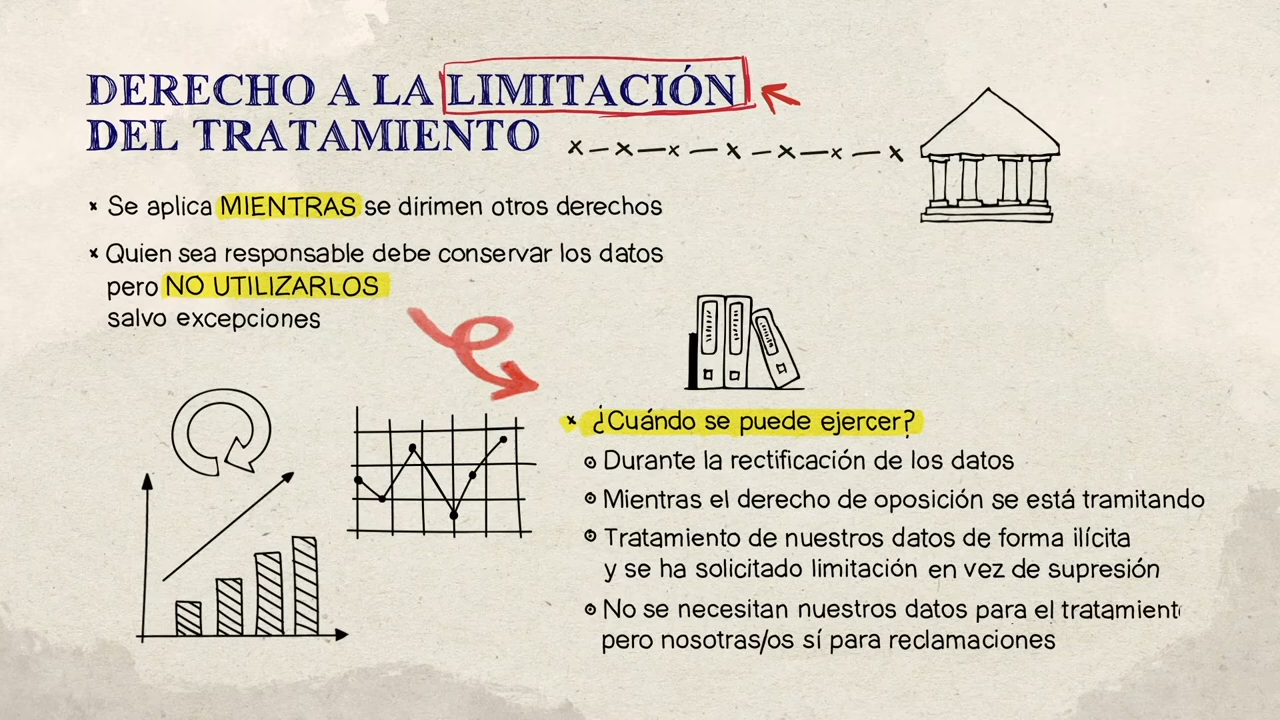 DERECHO A LA LIMITACIÓN
DEL TRATAMIENTO
x Se aplica MIENTRAS se dirimen otros derechos
x Quien sea responsable debe conservar los datos
pero NO UTILIZARLOS
salvo excepciones
x ¿Cuándo se puede ejercer?
Durante la rectificación de los datos
Mientras el derecho de oposición se está tramitando
Tratamiento de nuestros datos de forma ilícita
y se ha solicitado limitación en vez de supresión
No se necesitan nuestros datos para el tratamient
pero nosotras/os sí para reclamaciones